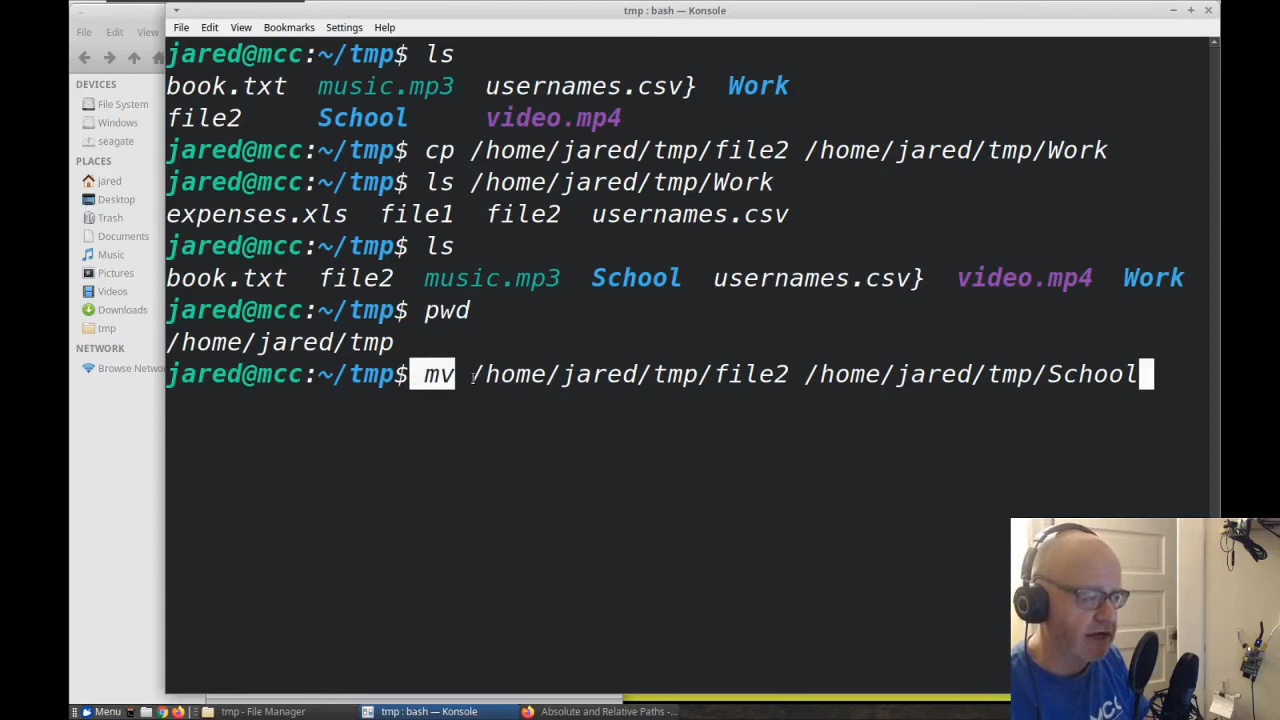 tmp : bash — Konsole
File Edit View Bookmarks Settings Help
File Edit View
DEVICES
File System
Windows
seagate
PLACES
jared
Desktop
Trash
Documents
Music
Pictures
Videos
Downloads
tmp
NETWORK
Browse Network
jared@mcc:~/tmp$ ls
book.txt music.mp3 usernames.csv} Work
file2 School video.mp4
jared@mcc:~/tmp$ cp /home/jared/tmp/file2 /home/jared/tmp/Work
jared@mcc:~/tmp$ ls /home/jared/tmp/Work
expenses.xls file1 file2 usernames.csv
jared@mcc:~/tmp$ ls
book.txt file2 music.mp3 School usernames.csv} video.mp4 Work
jared@mcc:~/tmp$ pwd
/home/jared/tmp
jared@mcc:~/tmp$ mv /home/jared/tmp/file2 /home/jared/tmp/School
Menu tmp - File Manager tmp : bash — Konsole Absolute and Relative Paths -...